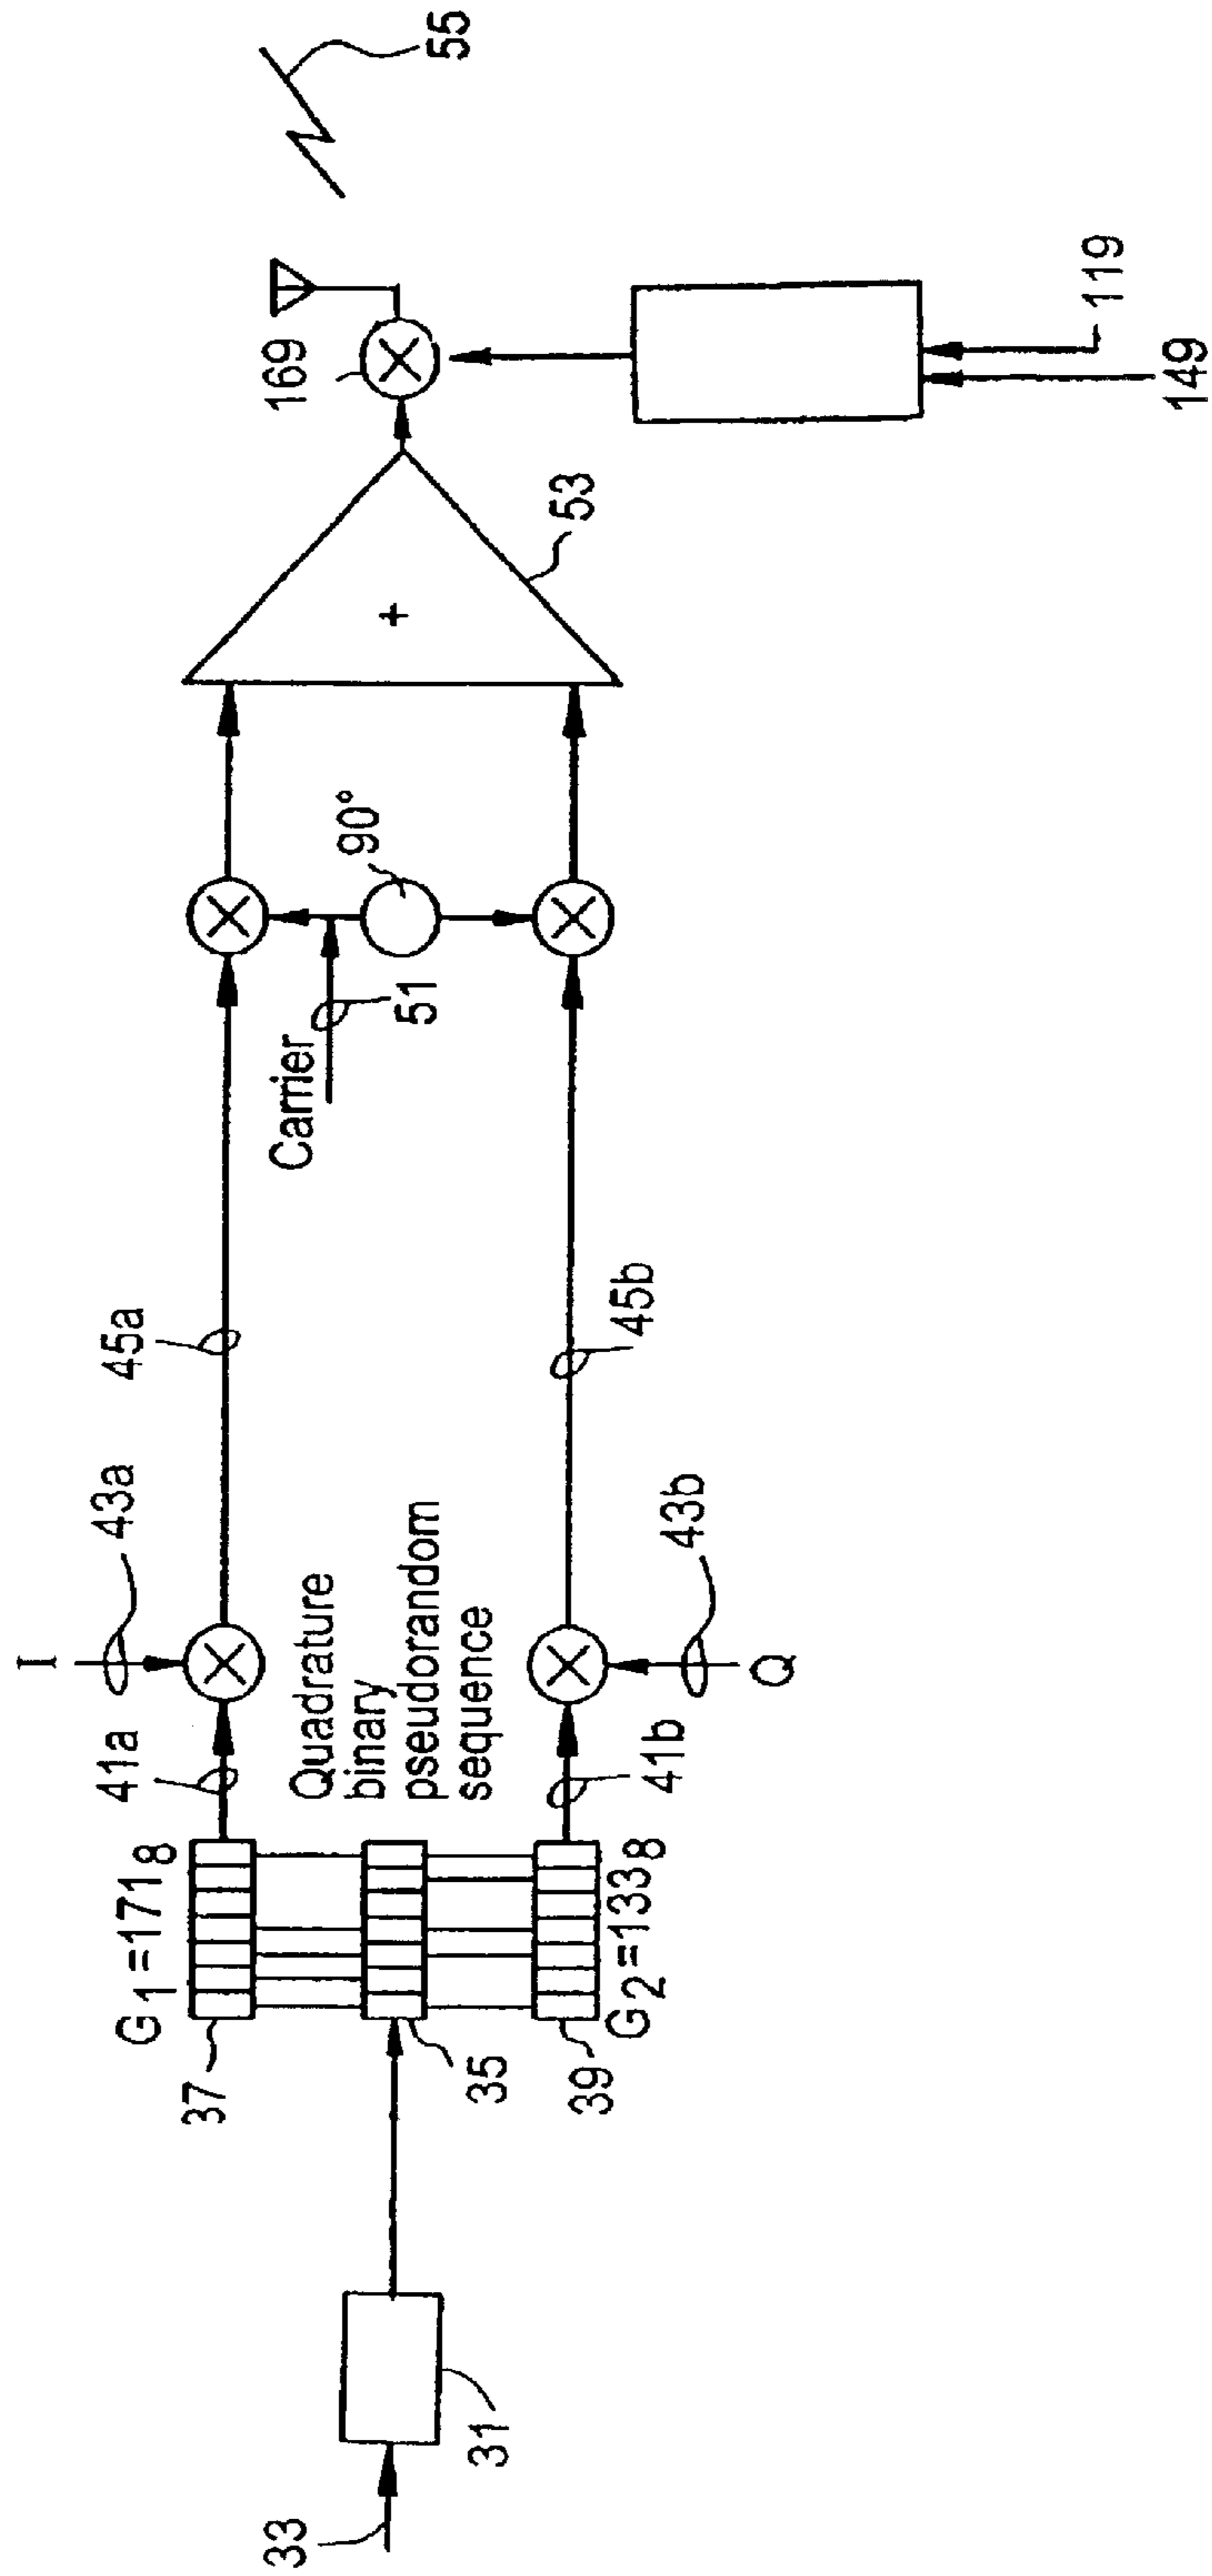 I
43a
41a
45a
G1 =171 8
37
Quadrature
binary
pseudorandom
sequence
Carrier
51
90°
169
55
33
31
35
+
53
39
G2=133 8
41b
43b
Q
45b
149
119